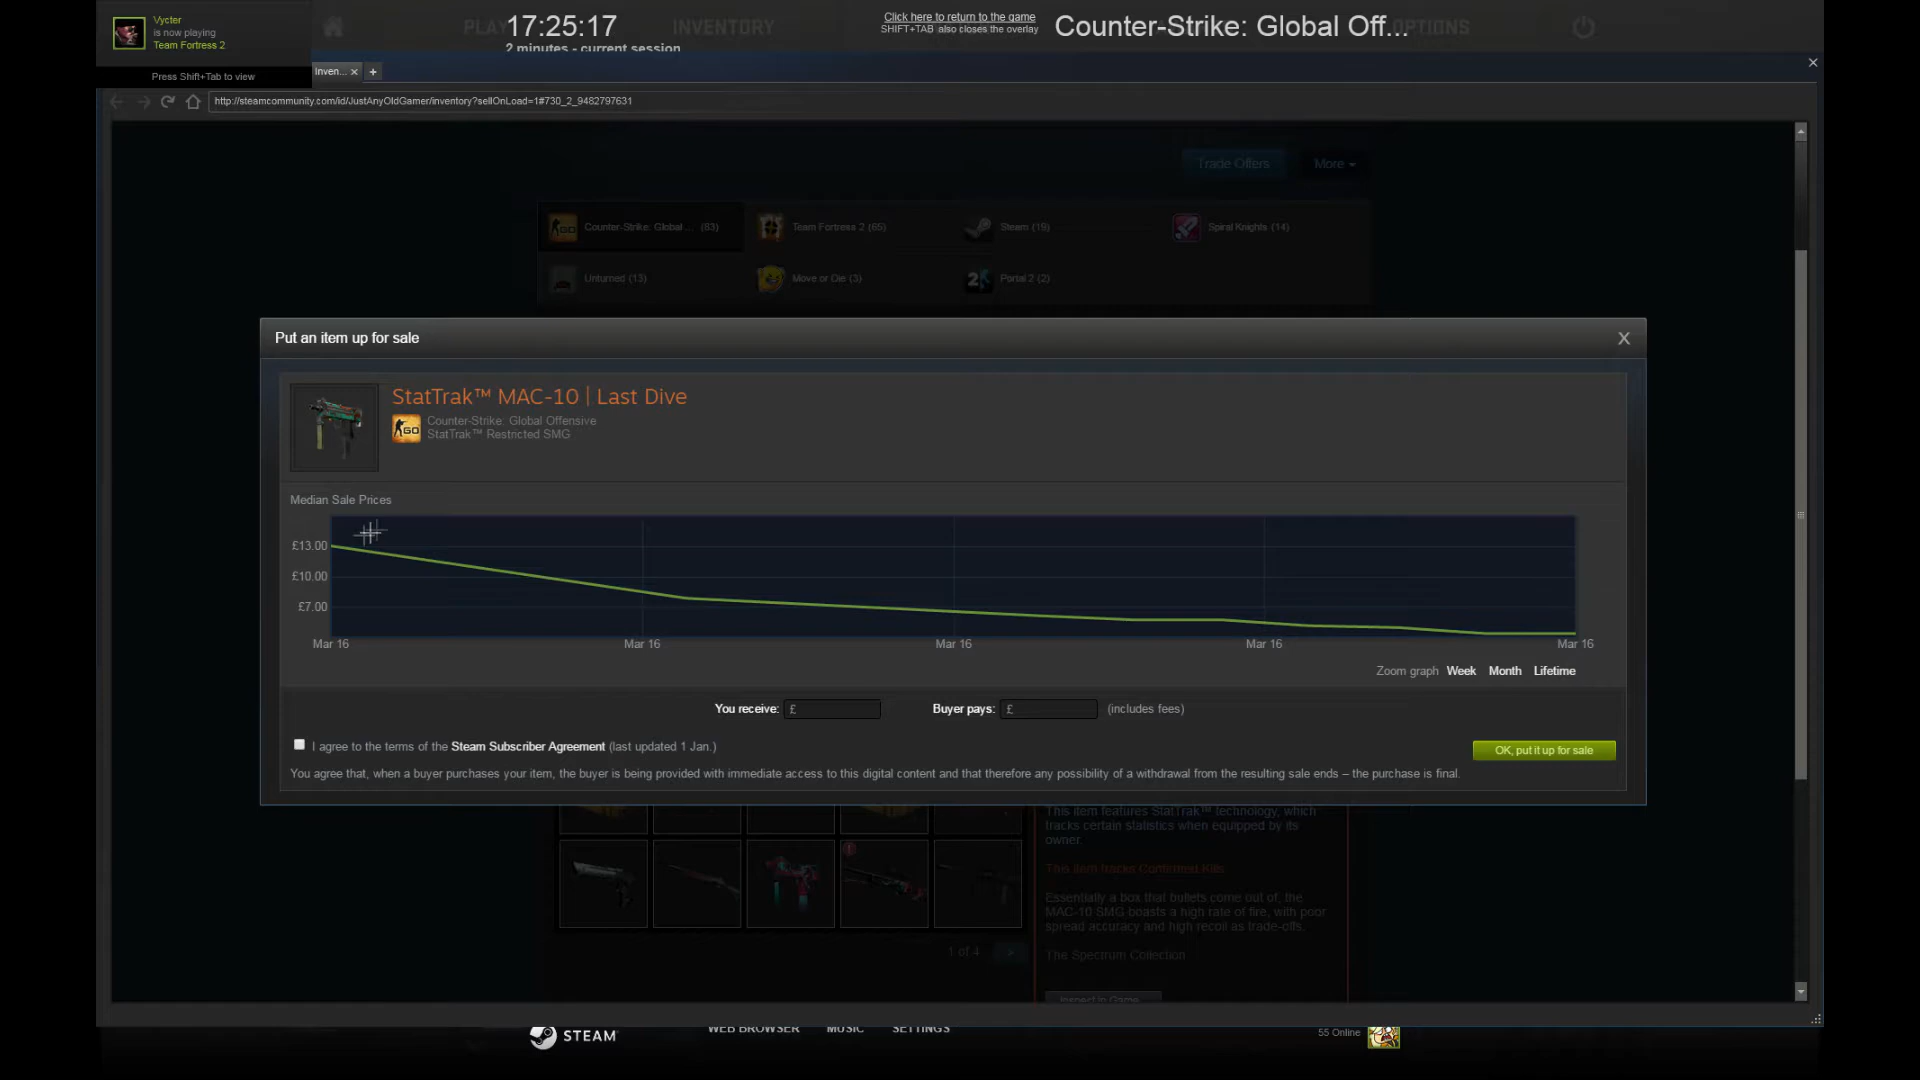 Vycter
is now playing
Team Fortress 2
Press Shift+Tab to view
PLAY
17:25:17
2 minutes - current session
INVENTORY
Click here to return to the game
SHIFT+TAB also closes the overlay
Counter-Strike: Global Off...
OPTIONS
Inven...
http://steamcommunity.com/id/JustAnyOldGamer/inventory?sellOnLoad=1#730_2_9482797631
Trade Offers
More
Counter-Strike: Global ... (83)
Team Fortress 2 (65)
Steam (19)
Spiral Knights (14)
Unturned (13)
Move or Die (3)
Portal 2 (2)
Put an item up for sale
X
StatTrak™ MAC-10 | Last Dive
Counter-Strike: Global Offensive
StatTrak™ Restricted SMG
Median Sale Prices
£13.00
£10.00
£7.00
Mar 16 Mar 16 Mar 16 Mar 16 Mar 16
Zoom graph Week Month Lifetime
You receive: £
Buyer pays: £ (includes fees)
I agree to the terms of the Steam Subscriber Agreement (last updated 1 Jan.)
OK, put it up for sale
You agree that, when a buyer purchases your item, the buyer is being provided with immediate access to this digital content and that therefore any possibility of a withdrawal from the resulting sale ends – the purchase is final.
This item features StatTrak™ technology, which
tracks certain statistics when equipped by its
owner.
This item tracks Confirmed Kills.
Essentially a box that bullets come out of, the
MAC-10 SMG boasts a high rate of fire, with poor
spread accuracy and high recoil as trade-offs.
The Spectrum Collection
1 of 4 >
Inspect in Game...
STEAM
WEB BROWSER MUSIC SETTINGS
55 Online